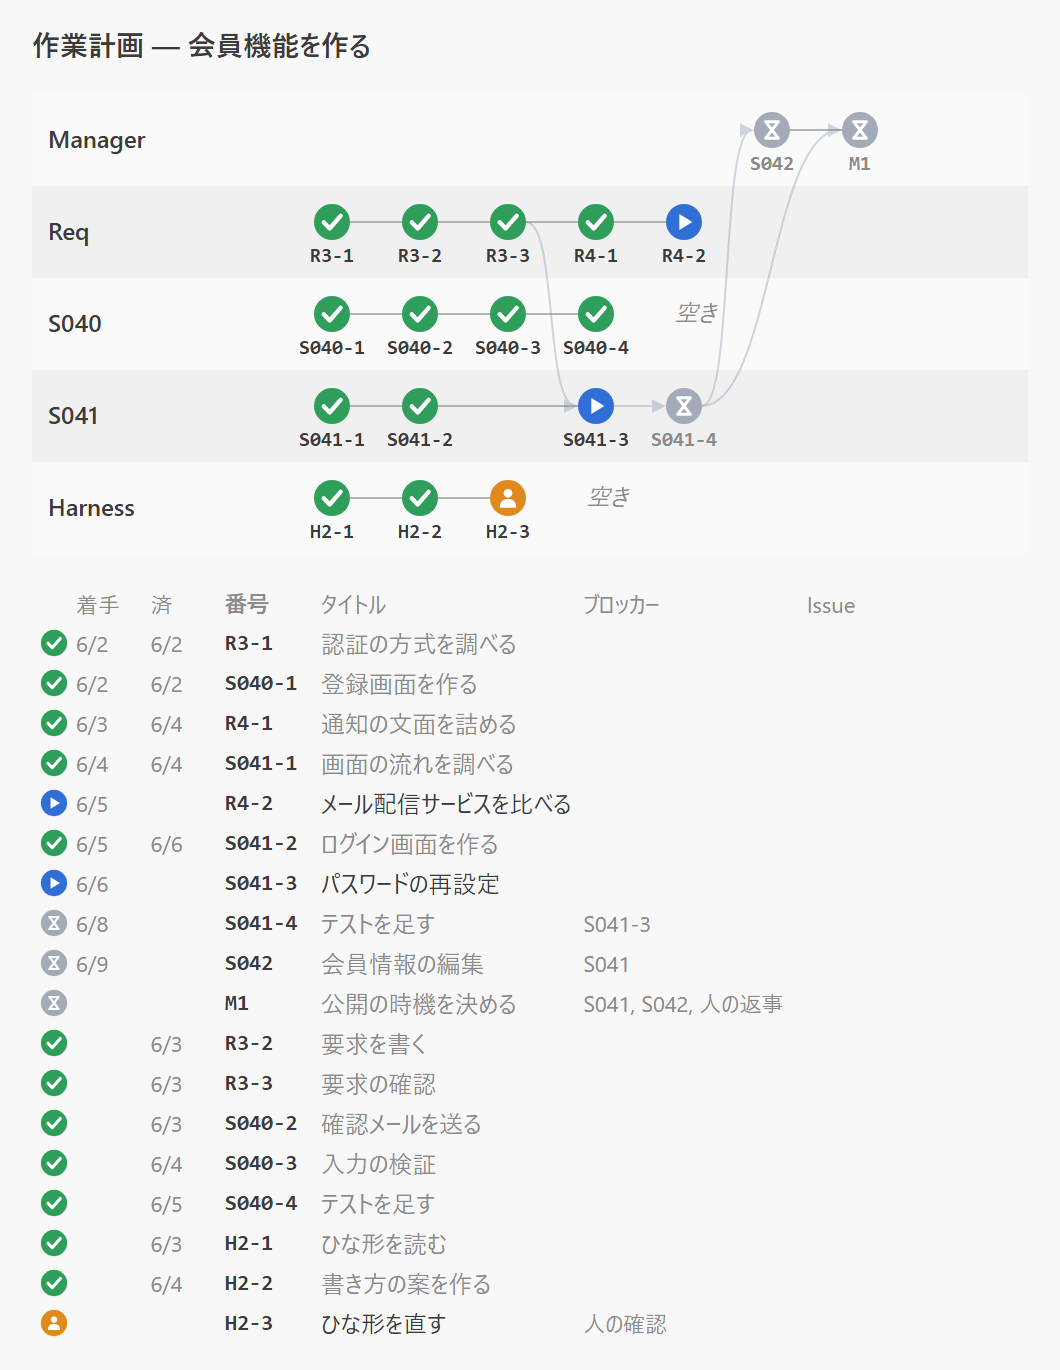 作業計画 — 会員機能を作る
Manager
S042 M1
Req
R3-1 R3-2 R3-3 R4-1 R4-2
S040
空き
S040-1 S040-2 S040-3 S040-4
S041
S041-1 S041-2 S041-3 S041-4
Harness
空き
H2-1 H2-2 H2-3
着手 済 番号 タイトル ブロッカー Issue
6/2 6/2 R3-1 認証の方式を調べる
6/2 6/2 S040-1 登録画面を作る
6/3 6/4 R4-1 通知の文面を詰める
6/4 6/4 S041-1 画面の流れを調べる
6/5 R4-2 メール配信サービスを比べる
6/5 6/6 S041-2 ログイン画面を作る
6/6 S041-3 パスワードの再設定
6/8 S041-4 テストを足す S041-3
6/9 S042 会員情報の編集 S041
M1 公開の時機を決める S041, S042, 人の返事
6/3 R3-2 要求を書く
6/3 R3-3 要求の確認
6/3 S040-2 確認メールを送る
6/4 S040-3 入力の検証
6/5 S040-4 テストを足す
6/3 H2-1 ひな形を読む
6/4 H2-2 書き方の案を作る
H2-3 ひな形を直す 人の確認